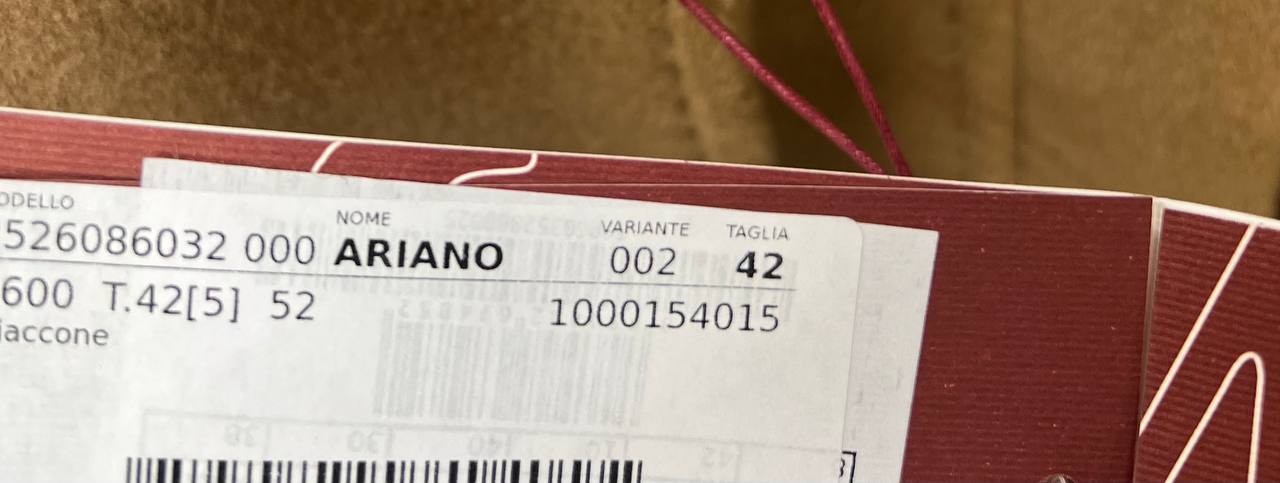 ODELLO NOME VARIANTE TAGLIA
526086032 000 ARIANO 002 42
600 T.42[5] 52 1000154015
iaccone